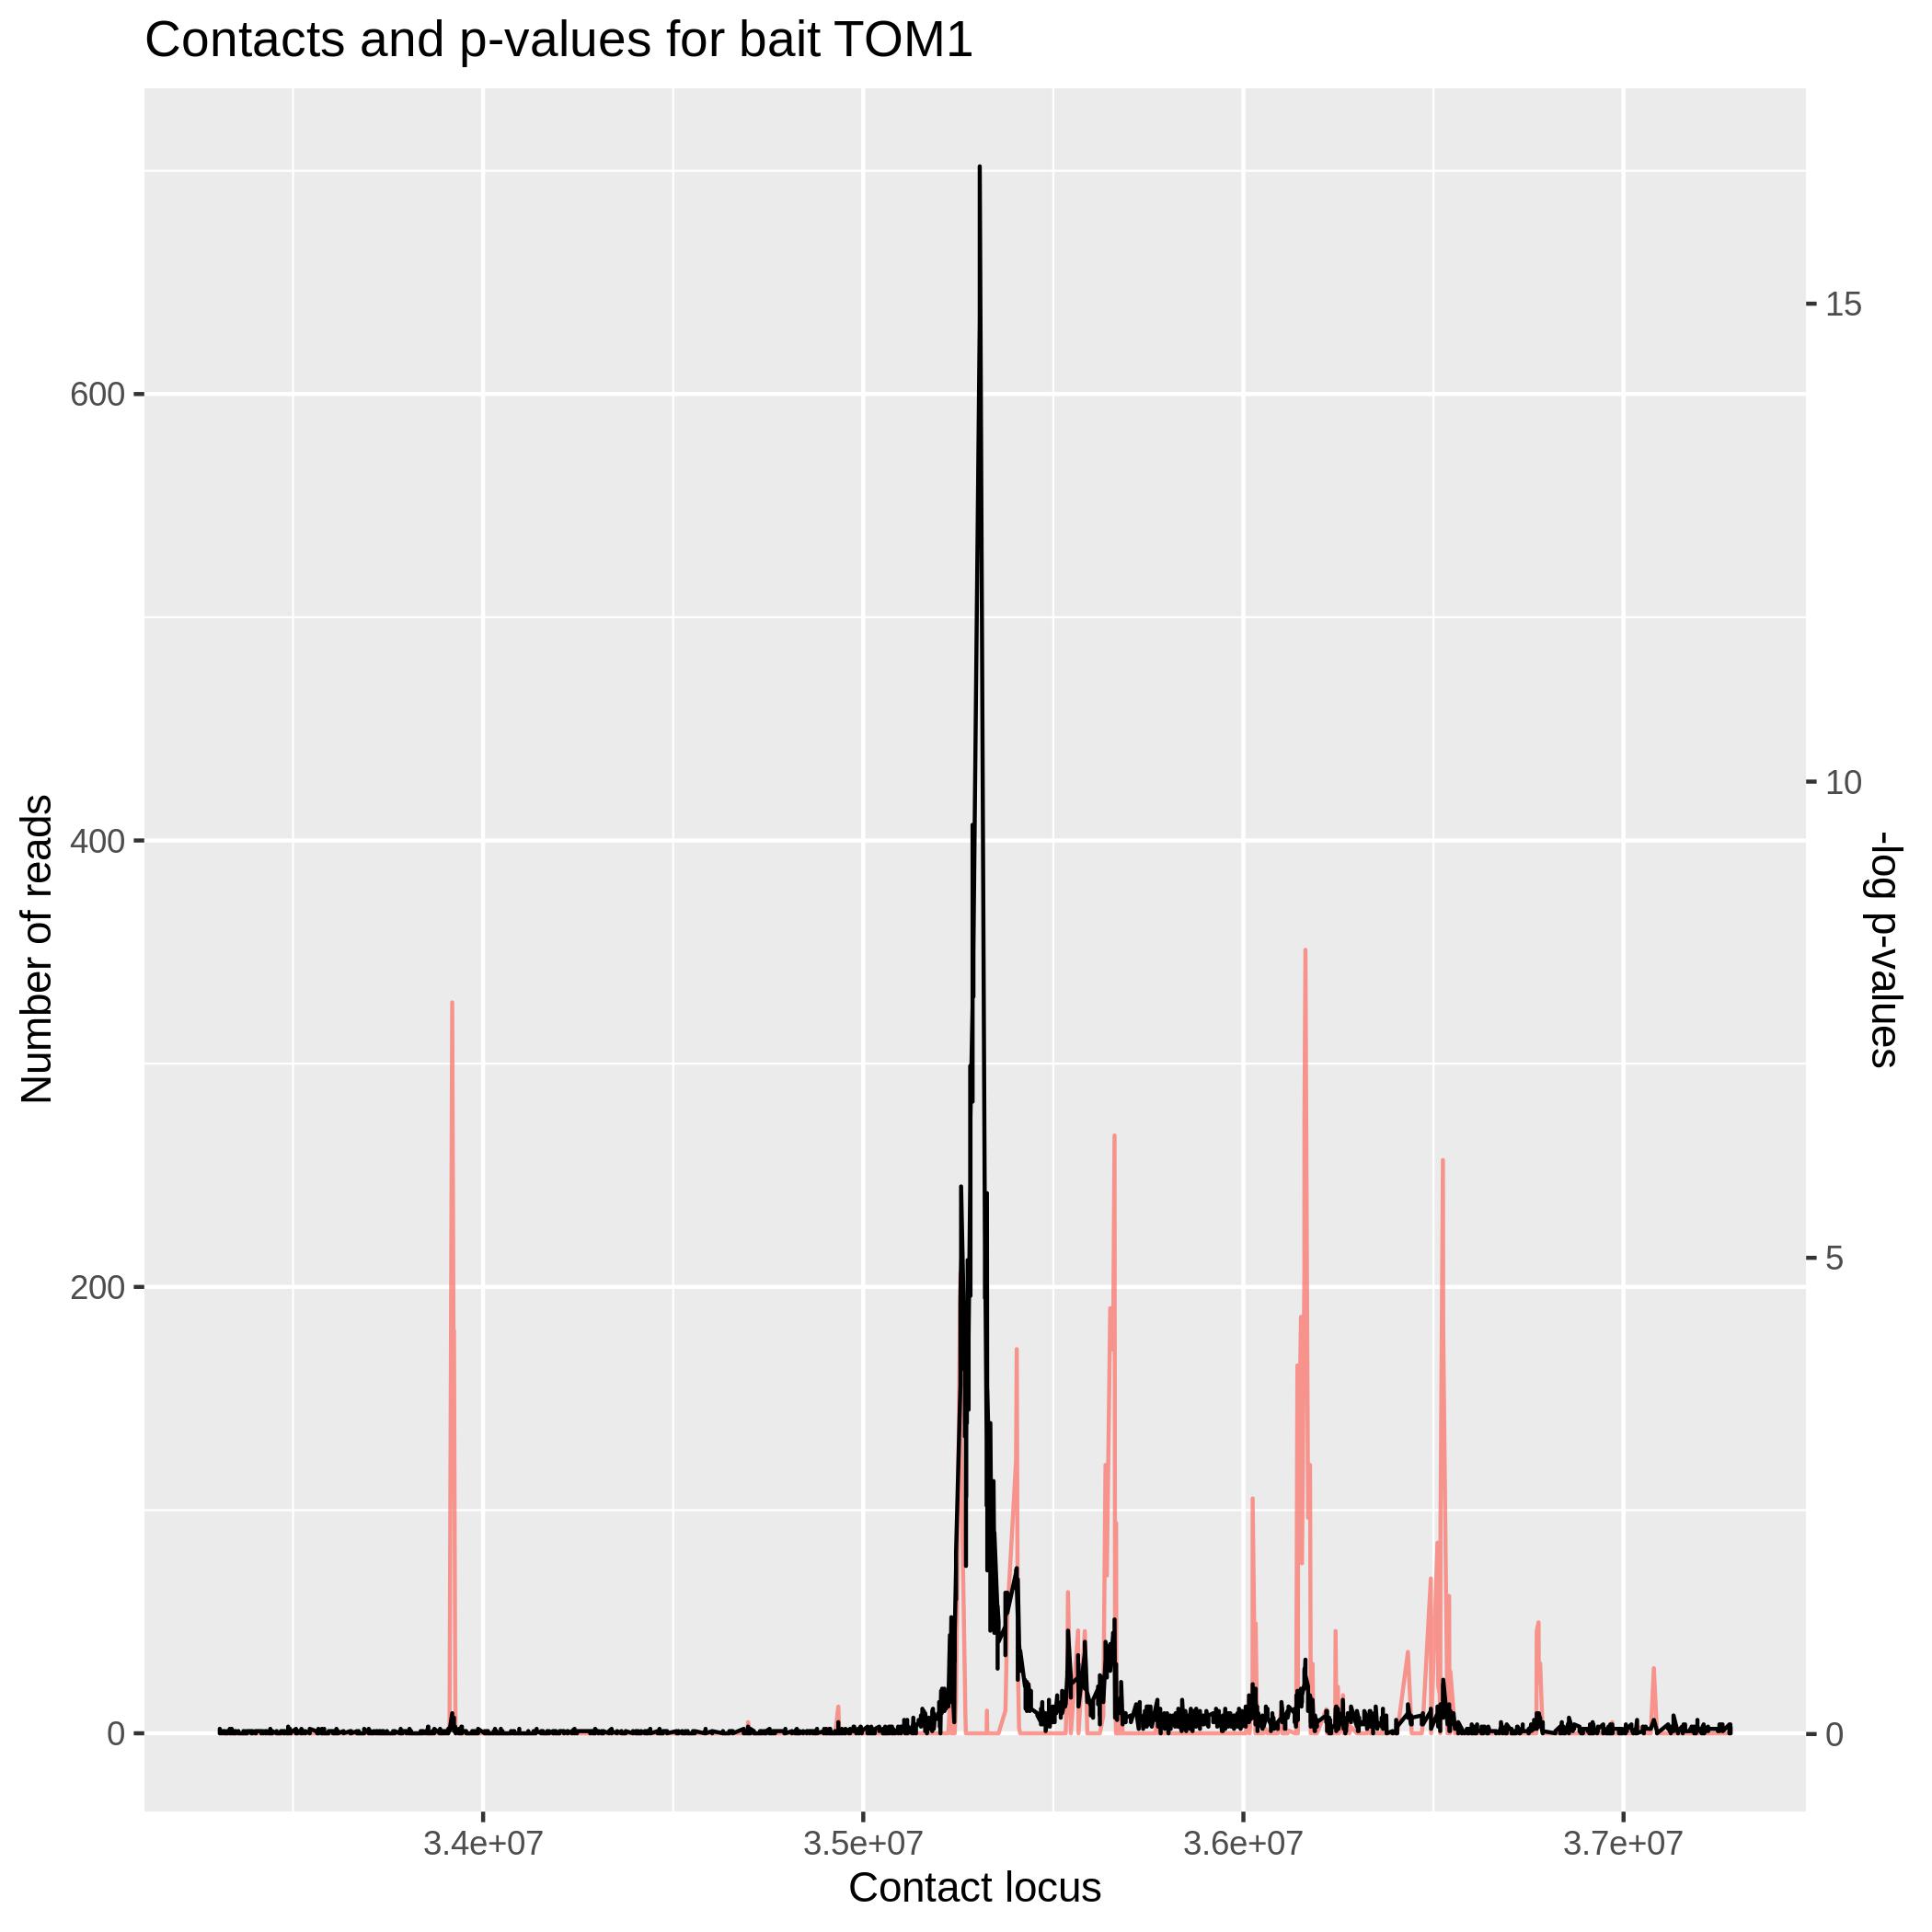 Contacts and p-values for bait TOM1
Number of reads
600
400
200
0
15
10
5
0
-log p-values
3.4e+07
3.5e+07
3.6e+07
3.7e+07
Contact locus